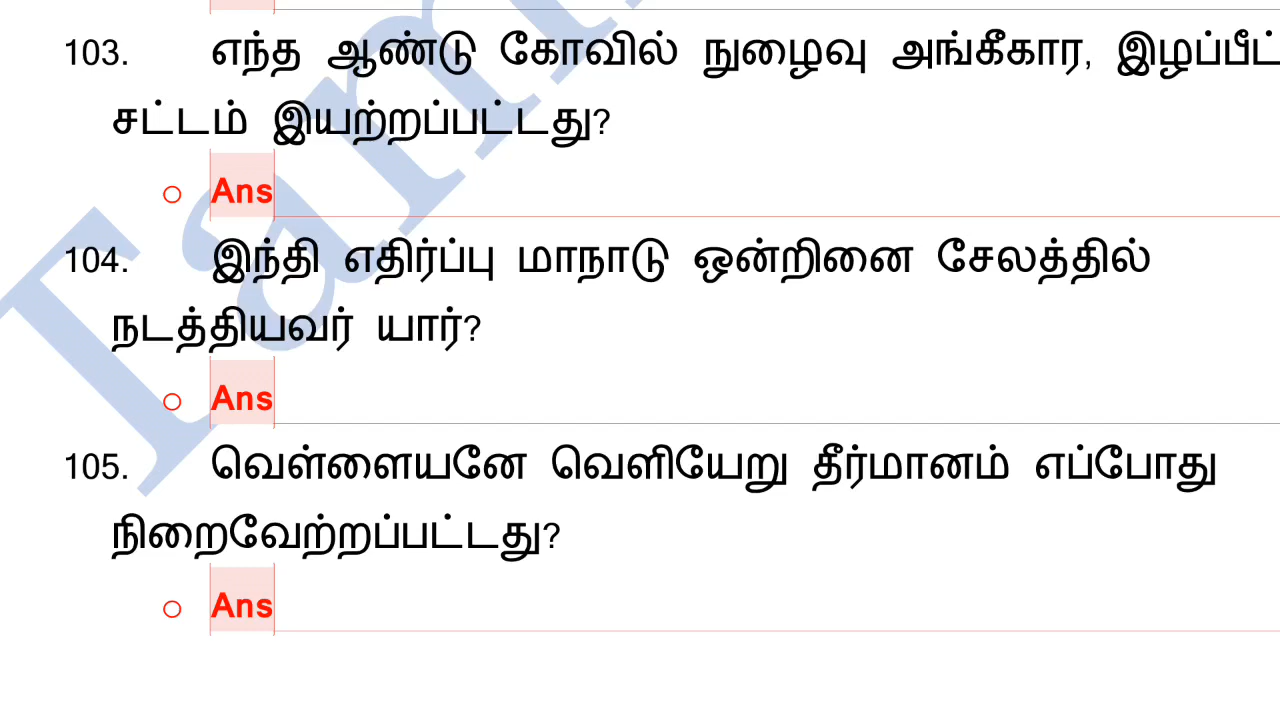 103. எந்த ஆண்டு கோவில் நுழைவு அங்கீகார, இழப்பீட்
சட்டம் இயற்றப்பட்டது?
o Ans
104. இந்தி எதிர்ப்பு மாநாடு ஒன்றினை சேலத்தில்
நடத்தியவர் யார்?
o Ans
105. வெள்ளையனே வெளியேறு தீர்மானம் எப்போது
நிறைவேற்றப்பட்டது?
o Ans